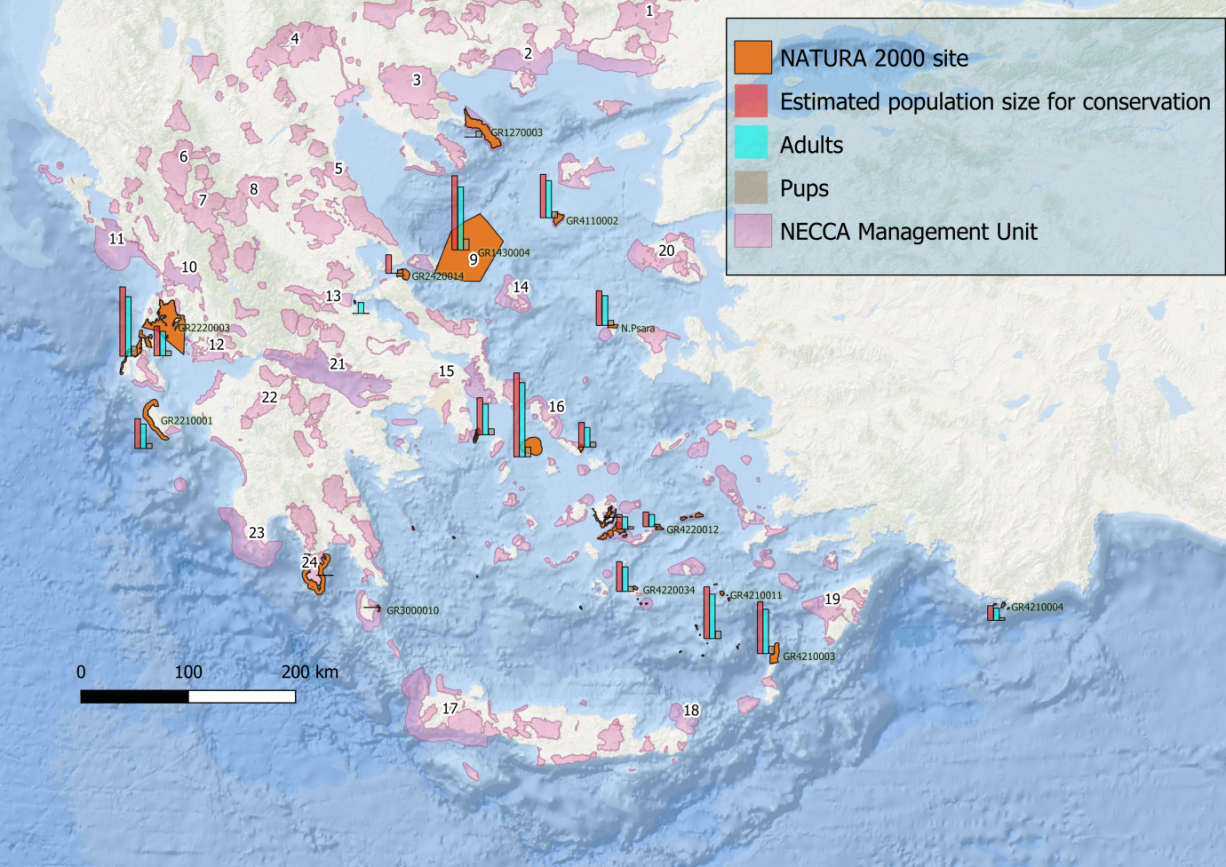 1
2
3
4
5
6
7
8
GR1270003
GR4110002
9
GR1430004
GR2420014
10
11
GR2220003
12
13
14
N.Psara
20
15
16
21
22
GR2210001
23
24
GR3000010
GR4220012
GR4220034
GR4210011
GR4210003
19
GR4210004
17
18
0 100 200 km
NATURA 2000 site
Estimated population size for conservation
Adults
Pups
NECCA Management Unit